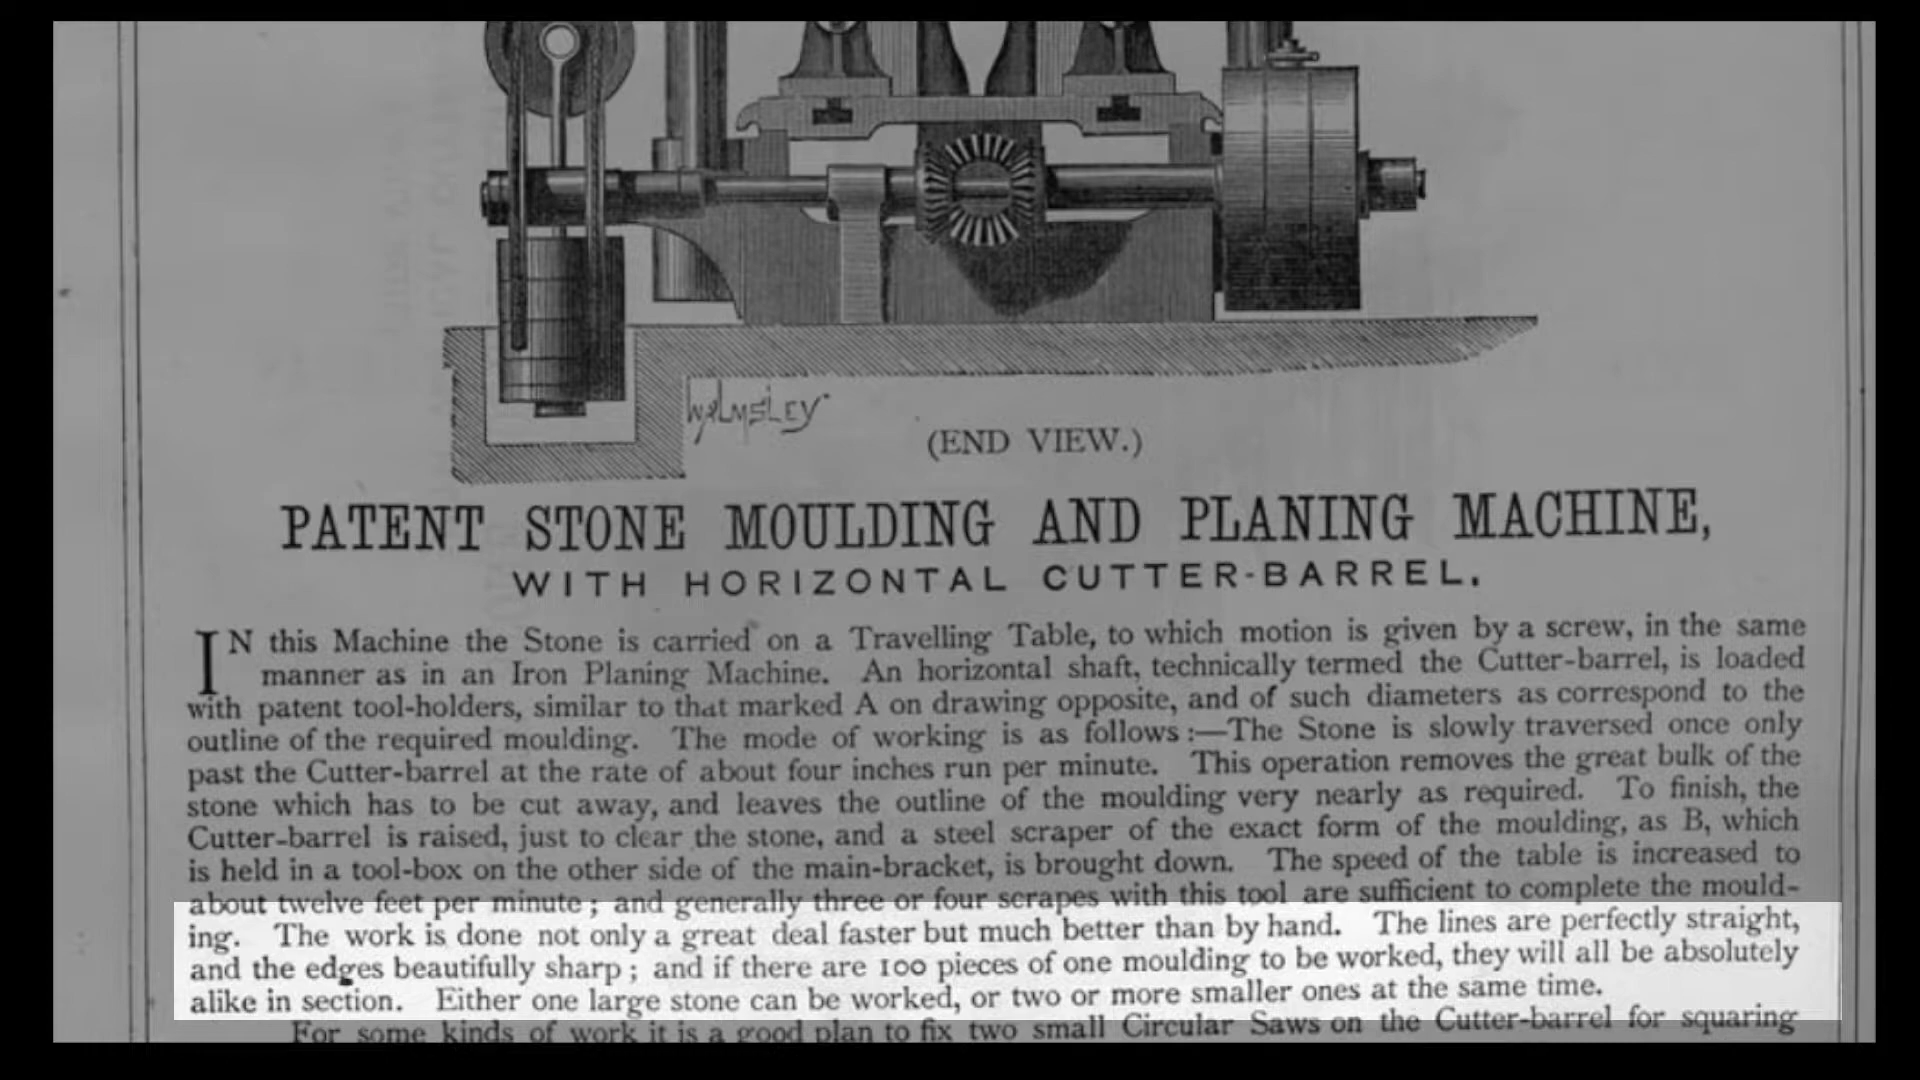 WALMSLEY
(END VIEW.)
PATENT STONE MOULDING AND PLANING MACHINE,
WITH HORIZONTAL CUTTER-BARREL.
IN this Machine the Stone is carried on a Travelling Table, to which motion is given by a screw, in the same
manner as in an Iron Planing Machine. An horizontal shaft, technically termed the Cutter-barrel, is loaded
with patent tool-holders, similar to that marked A on drawing opposite, and of such diameters as correspond to the
outline of the required moulding. The mode of working is as follows:—The Stone is slowly traversed once only
past the Cutter-barrel at the rate of about four inches run per minute. This operation removes the great bulk of the
stone which has to be cut away, and leaves the outline of the moulding very nearly as required. To finish, the
Cutter-barrel is raised, just to clear the stone, and a steel scraper of the exact form of the moulding, as B, which
is held in a tool-box on the other side of the main-bracket, is brought down. The speed of the table is increased to
about twelve feet per minute; and generally three or four scrapes with this tool are sufficient to complete the mould-
ing. The work is done not only a great deal faster but much better than by hand. The lines are perfectly straight,
and the edges beautifully sharp; and if there are 100 pieces of one moulding to be worked, they will all be absolutely
alike in section. Either one large stone can be worked, or two or more smaller ones at the same time.
For some kinds of work it is a good plan to fix two small Circular Saws on the Cutter-barrel for squaring